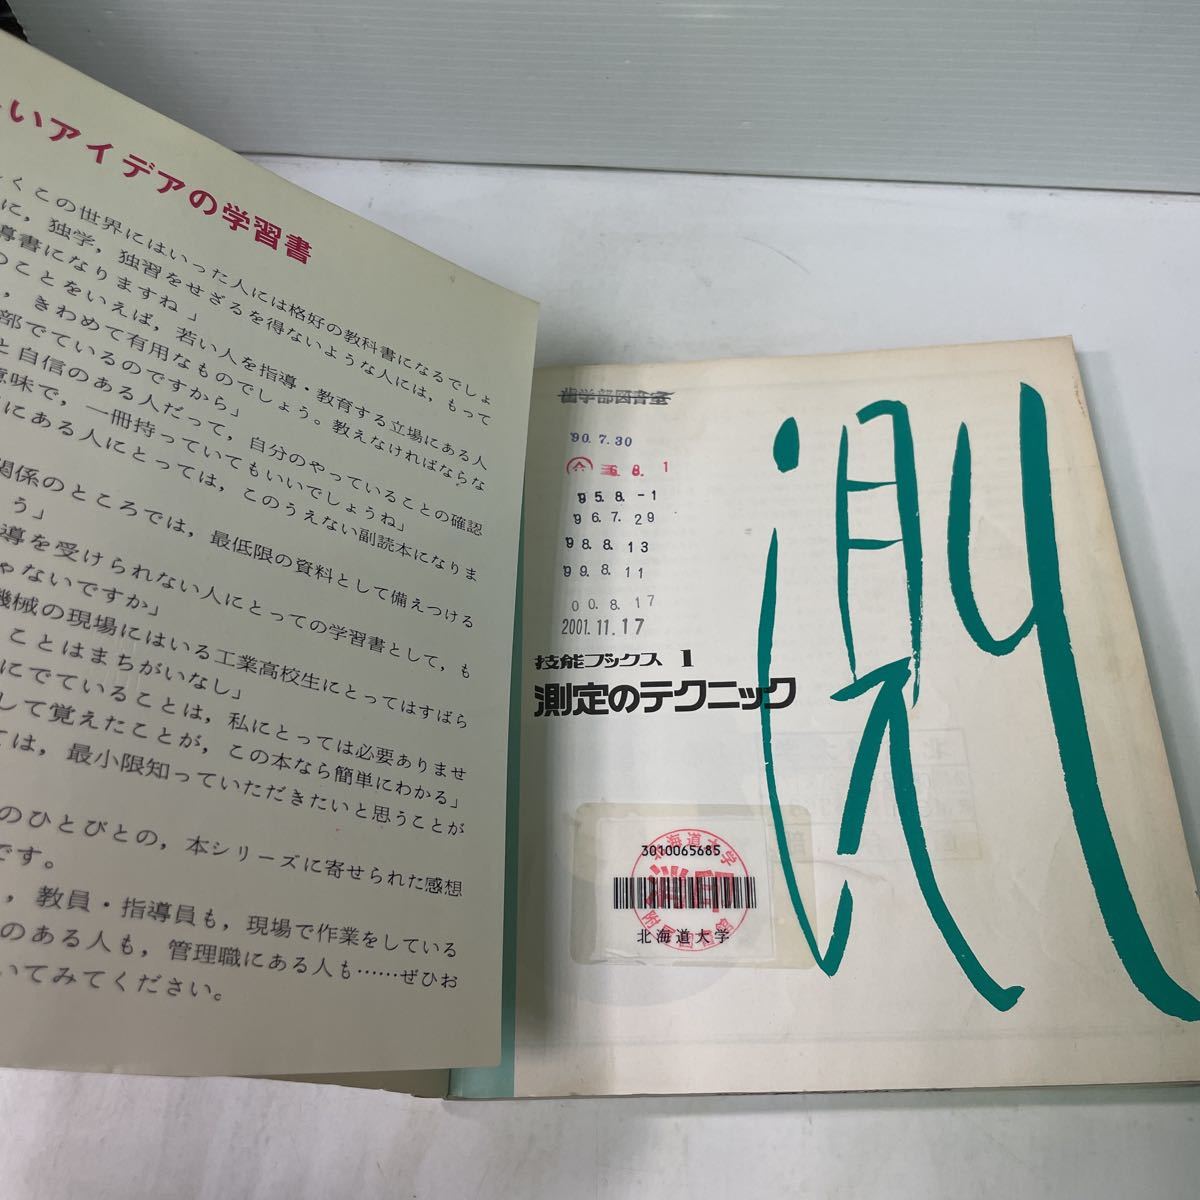 いアイデアの学習書
くこの世界にはいった人には格好の教科書になるでしょ
に，独学，独習をせざるを得ないような人には，もって
導書になりますね」
のことをいえば，若い人を指導・教育する立場にある人
，きわめて有用なものでしょう。教えなければならな
部でているのですから」
と自信のある人だって，自分のやっていることの確認
意味で，一冊持っていてもいいでしょうね」
にある人にとっては，このうえない副読本になりま
関係のところでは，最低限の資料として備えつける
う」
導を受けられない人にとっての学習書として，も
ゃないですか」
機械の現場にはいる工業高校生にとってはすばら
ことはまちがいなし」
にでていることは，私にとっては必要ありませ
して覚えたことが，この本なら簡単にわかる」
ては，最小限知っていただきたいと思うことが
のひとびとの，本シリーズに寄せられた感想
です。
，教員・指導員も，現場で作業をしている
のある人も，管理職にある人も……ぜひお
いてみてください。
歯学部図書室
'90.7.30
8.1
'95.8.-1
'96.7.29
'98.8.13
'99.8.11
00.8.17
2001.11.17
技能ブックス 1
測定のテクニック
測
3010065685
北海道大学
北海道大学